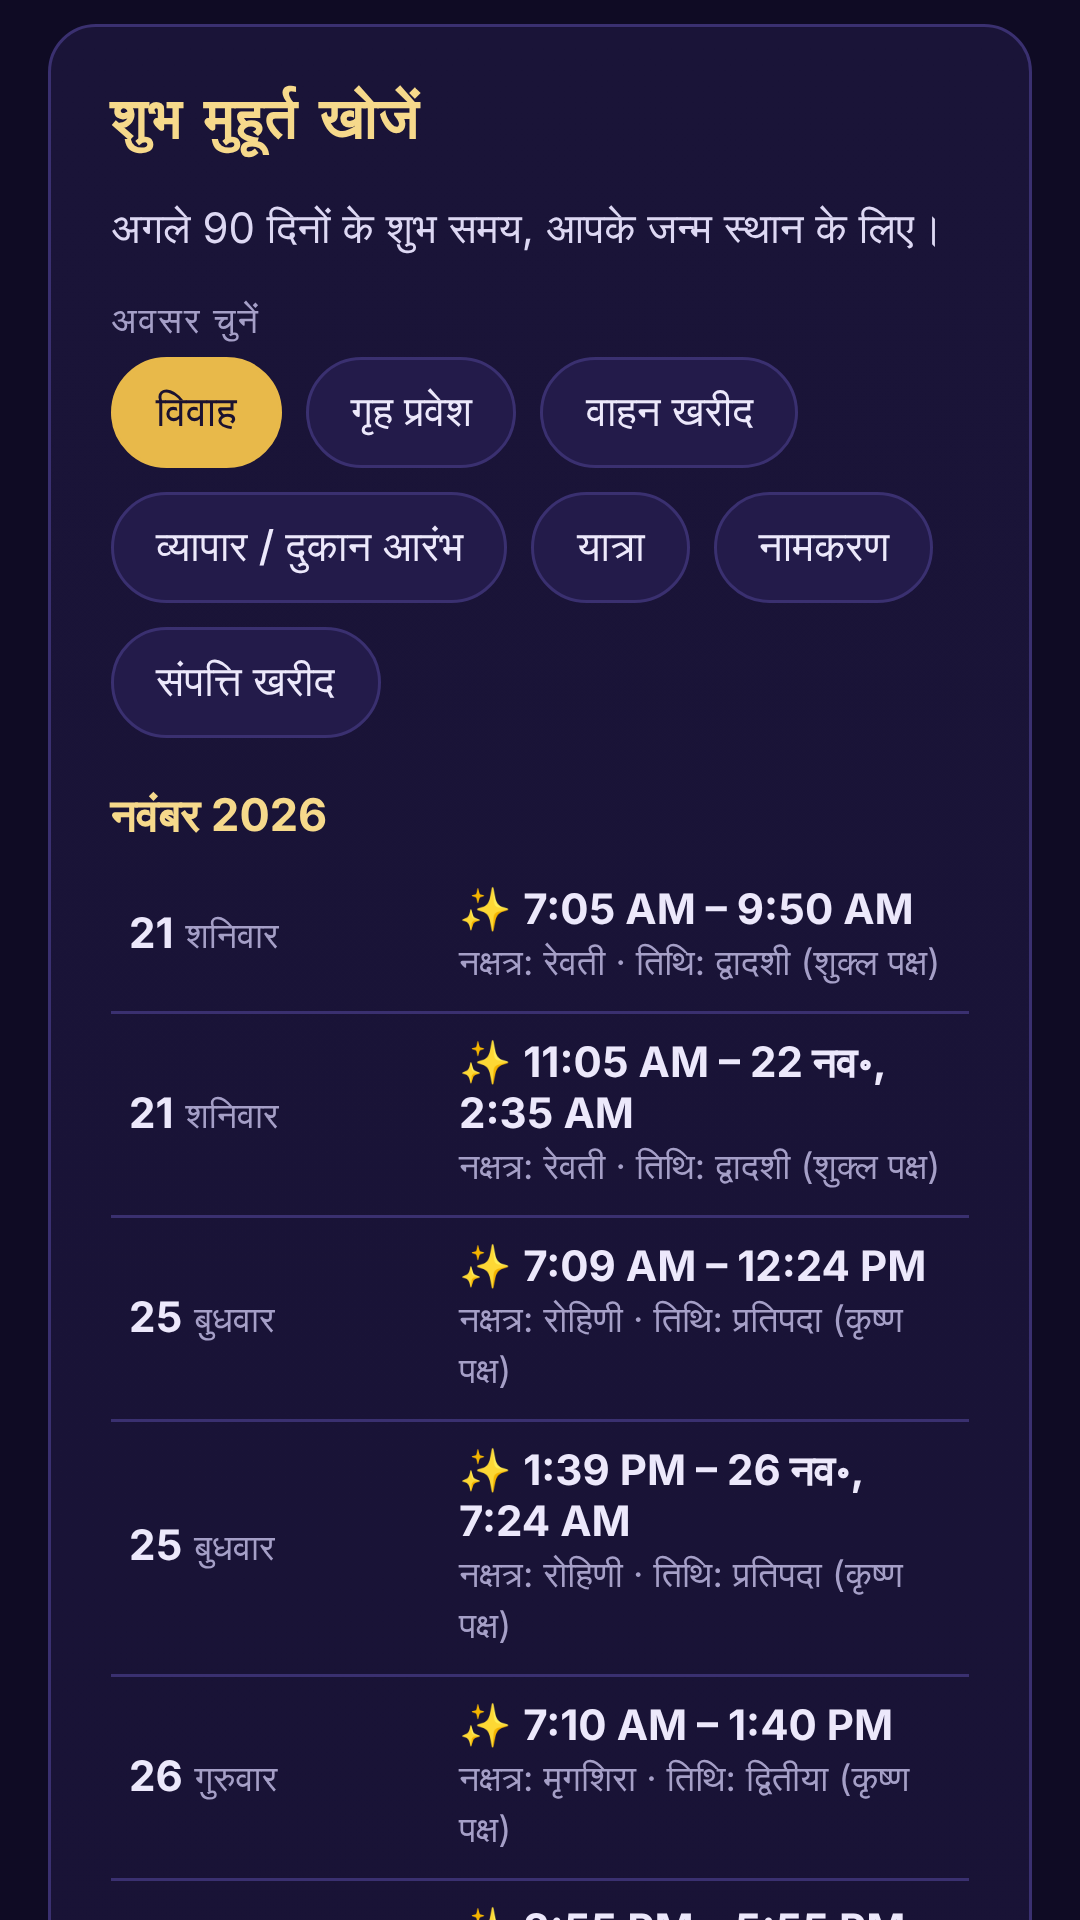 शुभ मुहूर्त खोजें
अगले 90 दिनों के शुभ समय, आपके जन्म स्थान के लिए।
अवसर चुनें
विवाह
गृह प्रवेश
वाहन खरीद
व्यापार / दुकान आरंभ
यात्रा
नामकरण
संपत्ति खरीद
नवंबर 2026
21 शनिवार
✨ 7:05 AM – 9:50 AM
नक्षत्र: रेवती · तिथि: द्वादशी (शुक्ल पक्ष)
21 शनिवार
✨ 11:05 AM – 22 नव॰,
2:35 AM
नक्षत्र: रेवती · तिथि: द्वादशी (शुक्ल पक्ष)
25 बुधवार
✨ 7:09 AM – 12:24 PM
नक्षत्र: रोहिणी · तिथि: प्रतिपदा (कृष्ण
पक्ष)
25 बुधवार
✨ 1:39 PM – 26 नव॰,
7:24 AM
नक्षत्र: रोहिणी · तिथि: प्रतिपदा (कृष्ण
पक्ष)
26 गुरुवार
✨ 7:10 AM – 1:40 PM
नक्षत्र: मृगशिरा · तिथि: द्वितीया (कृष्ण
पक्ष)